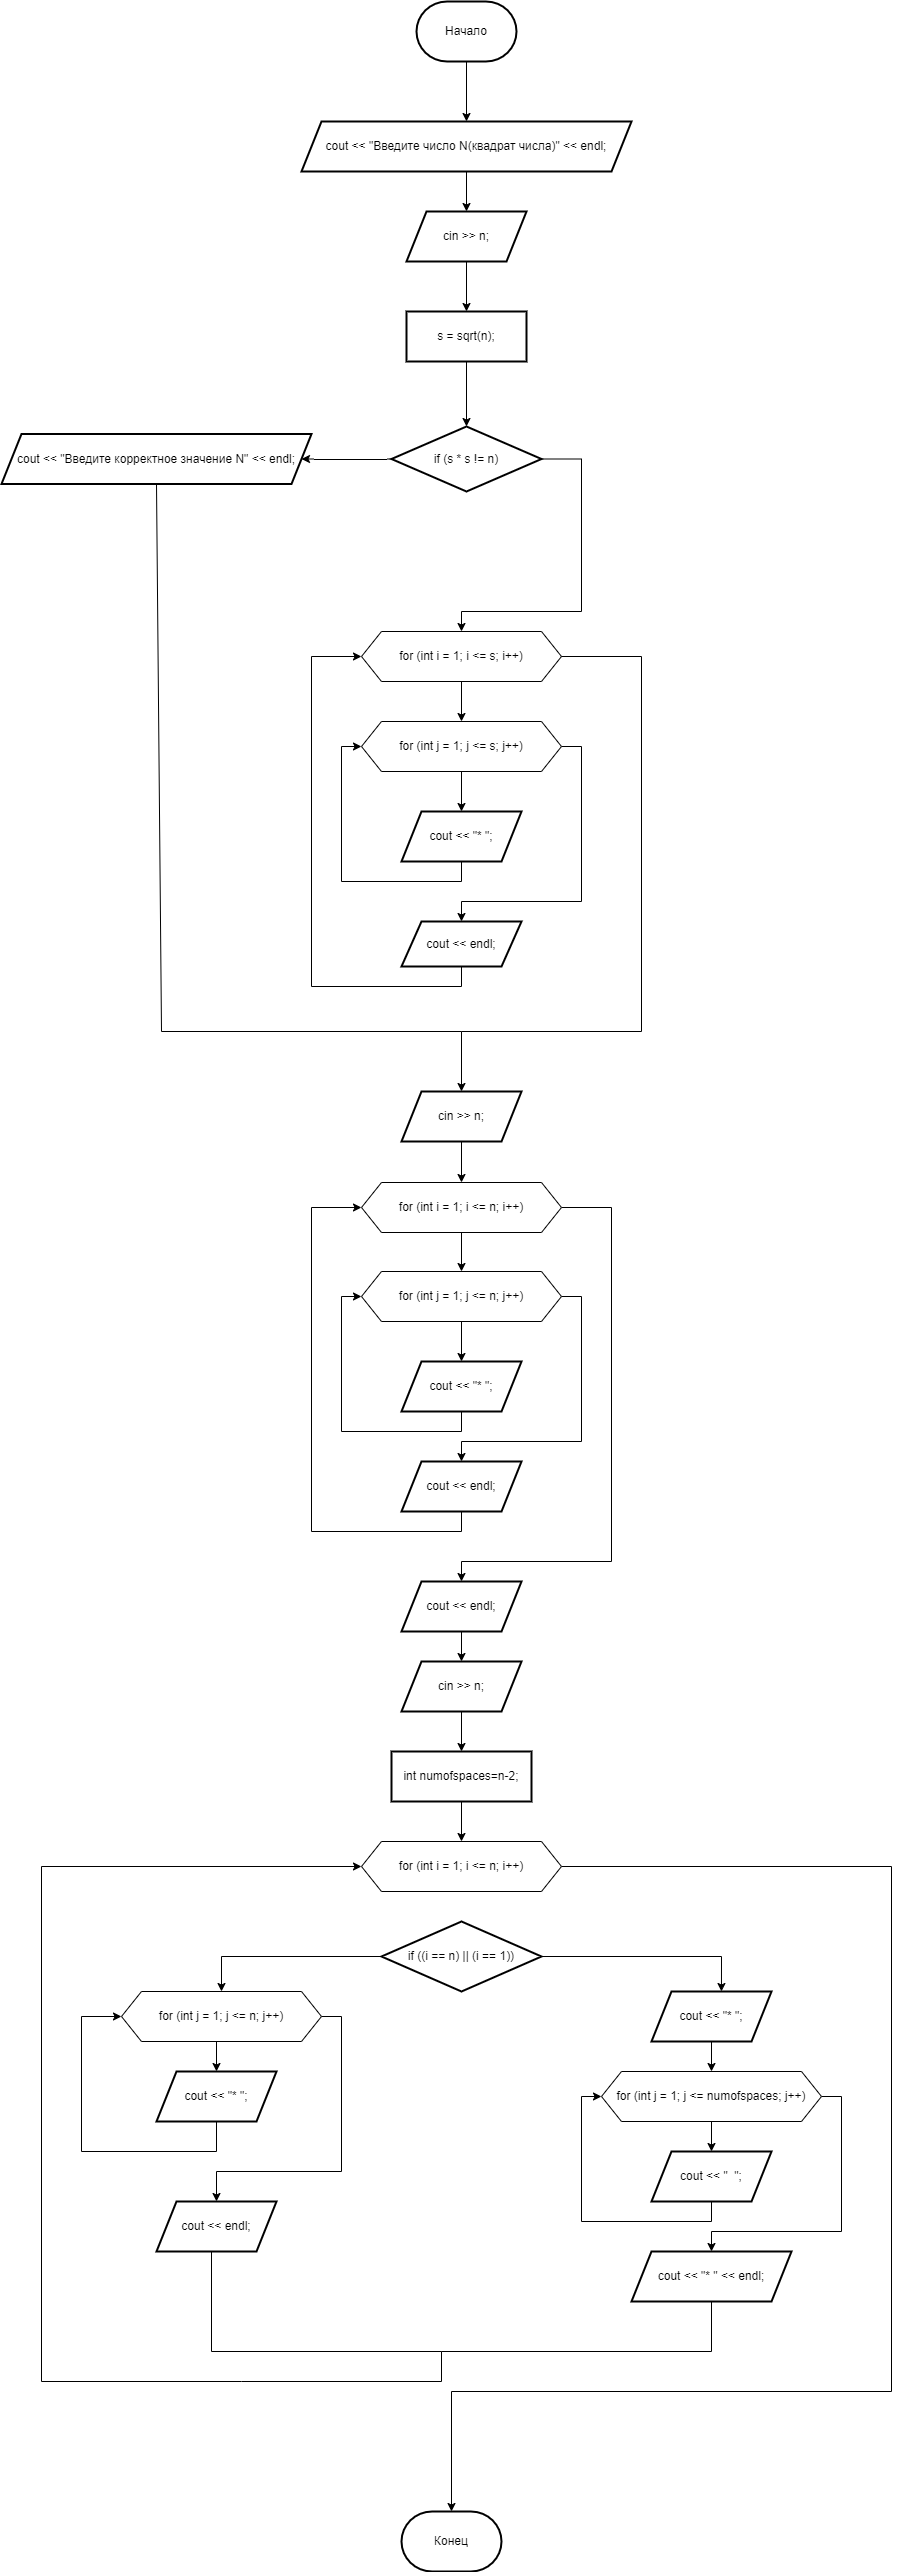 Начало
cout << "Введите число N(квадрат числа)" << endl;
cin >> n;
s = sqrt(n);
if (s * s != n)
cout << "Введите корректное значение N" << endl;
for (int i = 1; i <= s; i++)
for (int j = 1; j <= s; j++)
cout << "* ";
cout << endl;
cin >> n;
for (int i = 1; i <= n; i++)
for (int j = 1; j <= n; j++)
cout << "* ";
cout << endl;
cout << endl;
cin >> n;
int numofspaces=n-2;
for (int i = 1; i <= n; i++)
if ((i == n) || (i == 1))
for (int j = 1; j <= n; j++)
cout << "* ";
cout << endl;
cout << "* ";
for (int j = 1; j <= numofspaces; j++)
cout << "  ";
cout << "* " << endl;
Конец